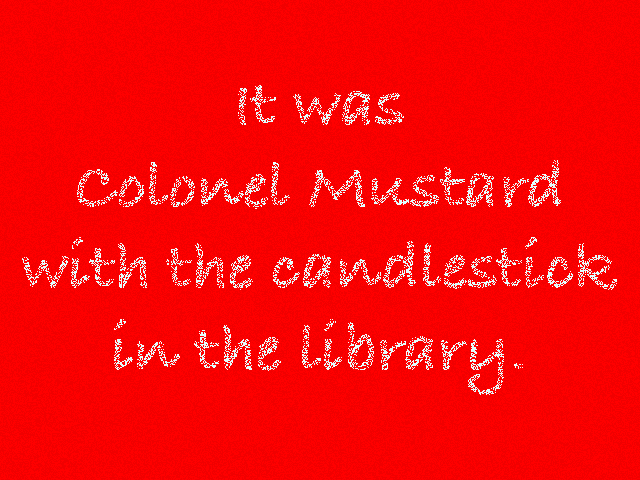 It was
Colonel Mustard
with the candlestick
in the library.